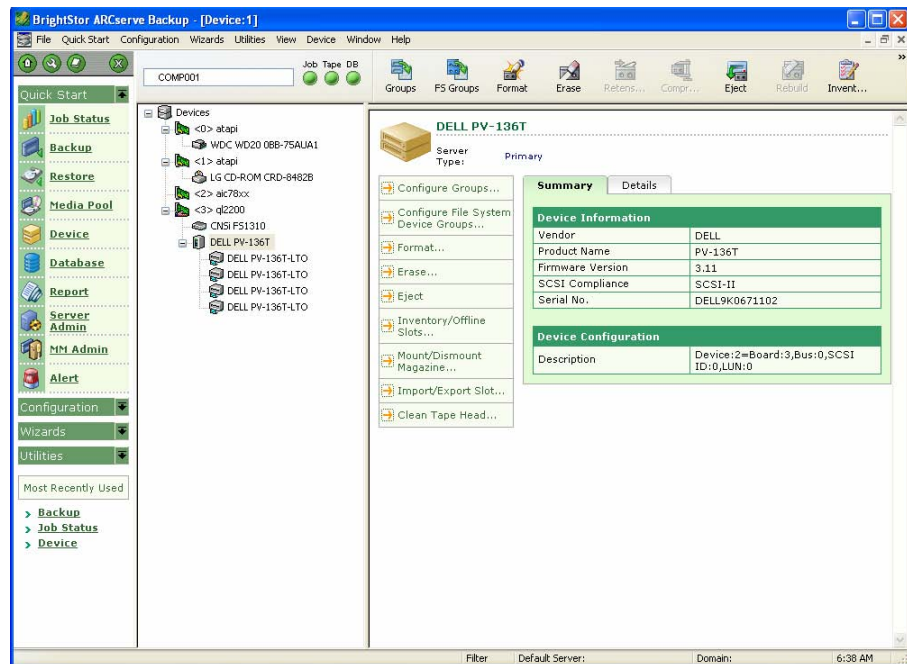 BrightStor ARCserve Backup - [Device:1]
File Quick Start Configuration Wizards Utilities View Device Window Help
COMP001
Job Tape DB
Groups FS Groups Format Erase Retens... Compr... Eject Rebuild Invent...
Quick Start
Job Status
Backup
Restore
Media Pool
Device
Database
Report
Server
Admin
MM Admin
Alert
Configuration
Wizards
Utilities
Most Recently Used
Backup
Job Status
Device
Devices
<0> atapi
WDC WD20 0BB-75AUA1
<1> atapi
LG CD-ROM CRD-8482B
<2> aic78xx
<3> ql2200
CNSi FS1310
DELL PV-136T
DELL PV-136T-LTO
DELL PV-136T-LTO
DELL PV-136T-LTO
DELL PV-136T-LTO
DELL PV-136T
Server
Type: Primary
Configure Groups...
Configure File System
Device Groups...
Format...
Erase...
Eject
Inventory/Offline
Slots...
Mount/Dismount
Magazine...
Import/Export Slot...
Clean Tape Head...
Summary Details
Device Information
Vendor DELL
Product Name PV-136T
Firmware Version 3.11
SCSI Compliance SCSI-II
Serial No. DELL9K0671102
Device Configuration
Description Device:2=Board:3,Bus:0,SCSI
ID:0,LUN:0
Filter Default Server: Domain: 6:38 AM